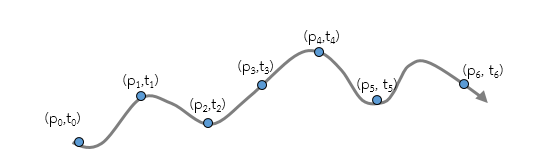 (p₀,t₀)
(p₁,t₁)
(p₂,t₂)
(p₃,t₃)
(p₄,t₄)
(p₅, t₅)
(p₆, t₆)